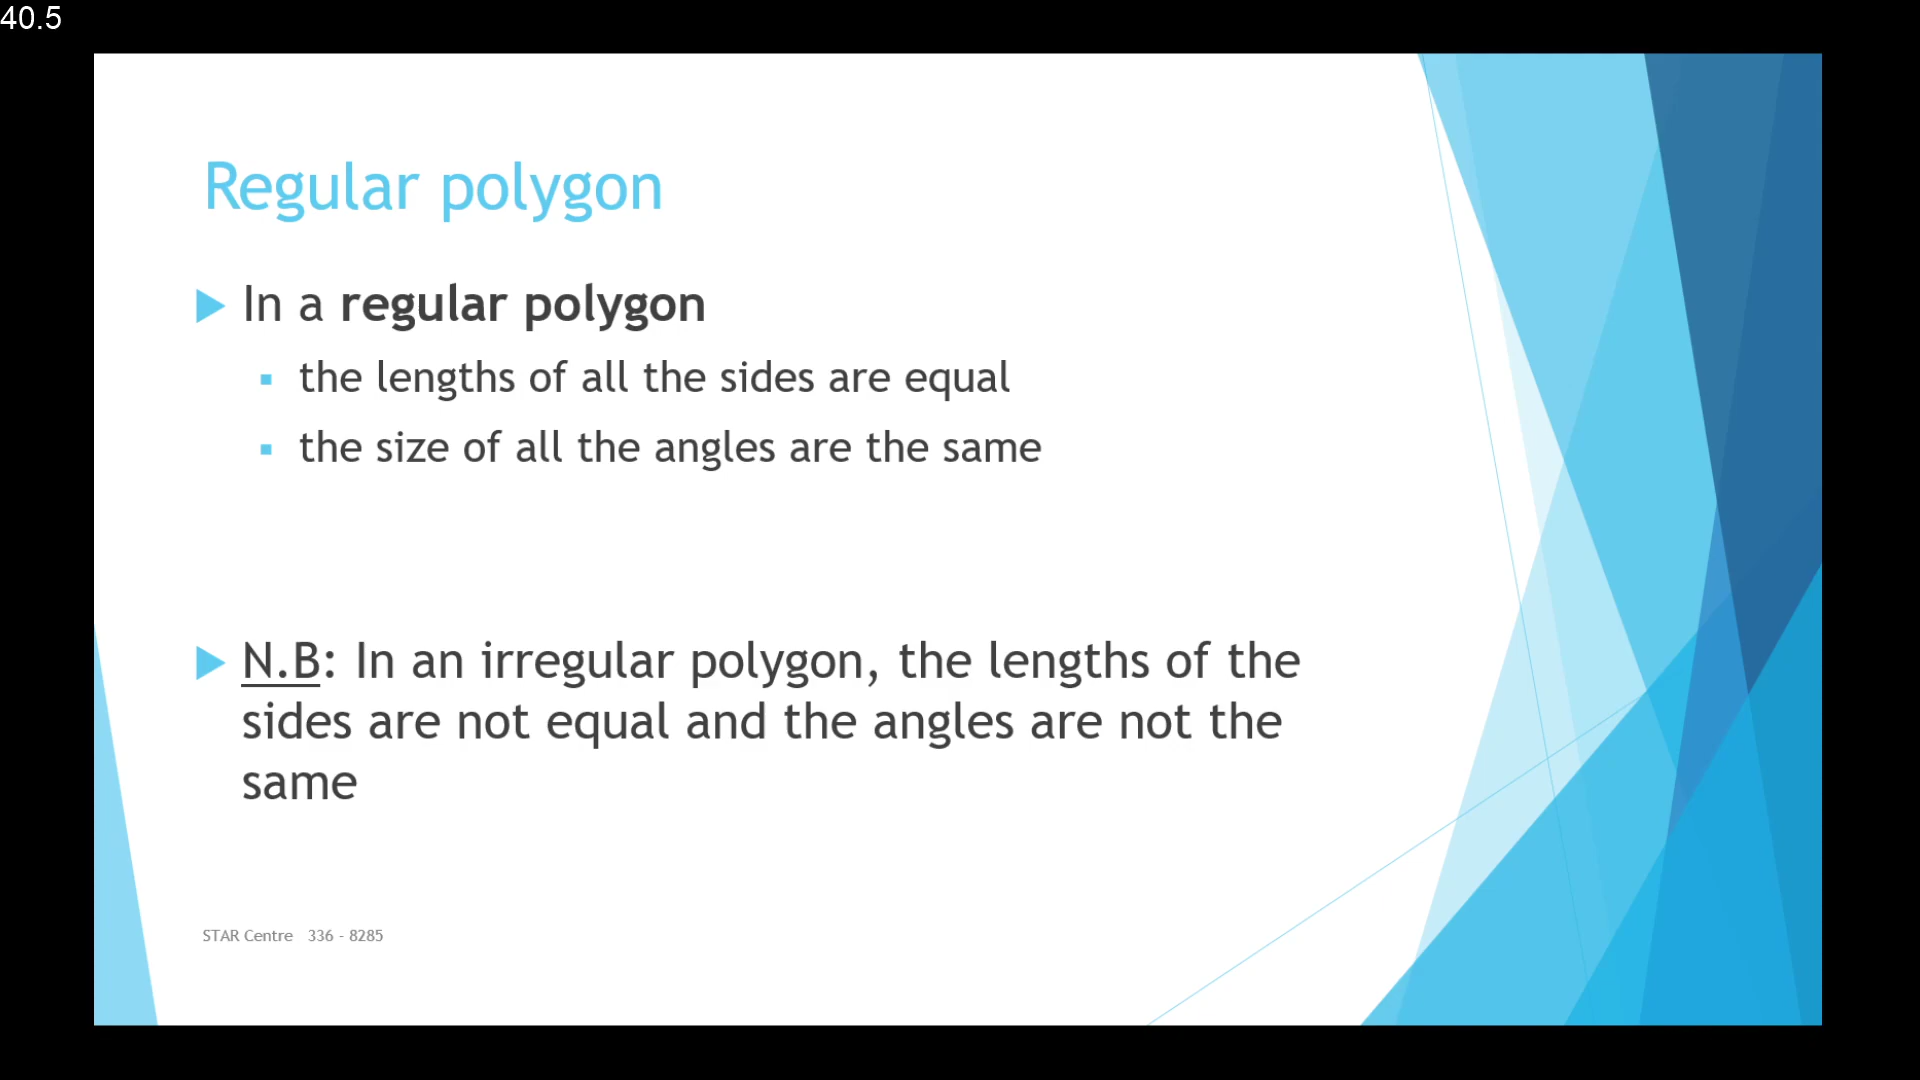 40.5
Regular polygon
In a regular polygon
the lengths of all the sides are equal
the size of all the angles are the same
N.B: In an irregular polygon, the lengths of the
sides are not equal and the angles are not the
same
STAR Centre 336 - 8285